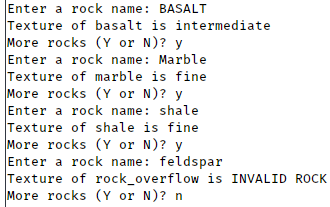 Enter a rock name: BASALT
Texture of basalt is intermediate
More rocks (Y or N)? y
Enter a rock name: Marble
Texture of marble is fine
More rocks (Y or N)? y
Enter a rock name: shale
Texture of shale is fine
More rocks (Y or N)? y
Enter a rock name: feldspar
Texture of rock_overflow is INVALID ROCK
More rocks (Y or N)? n